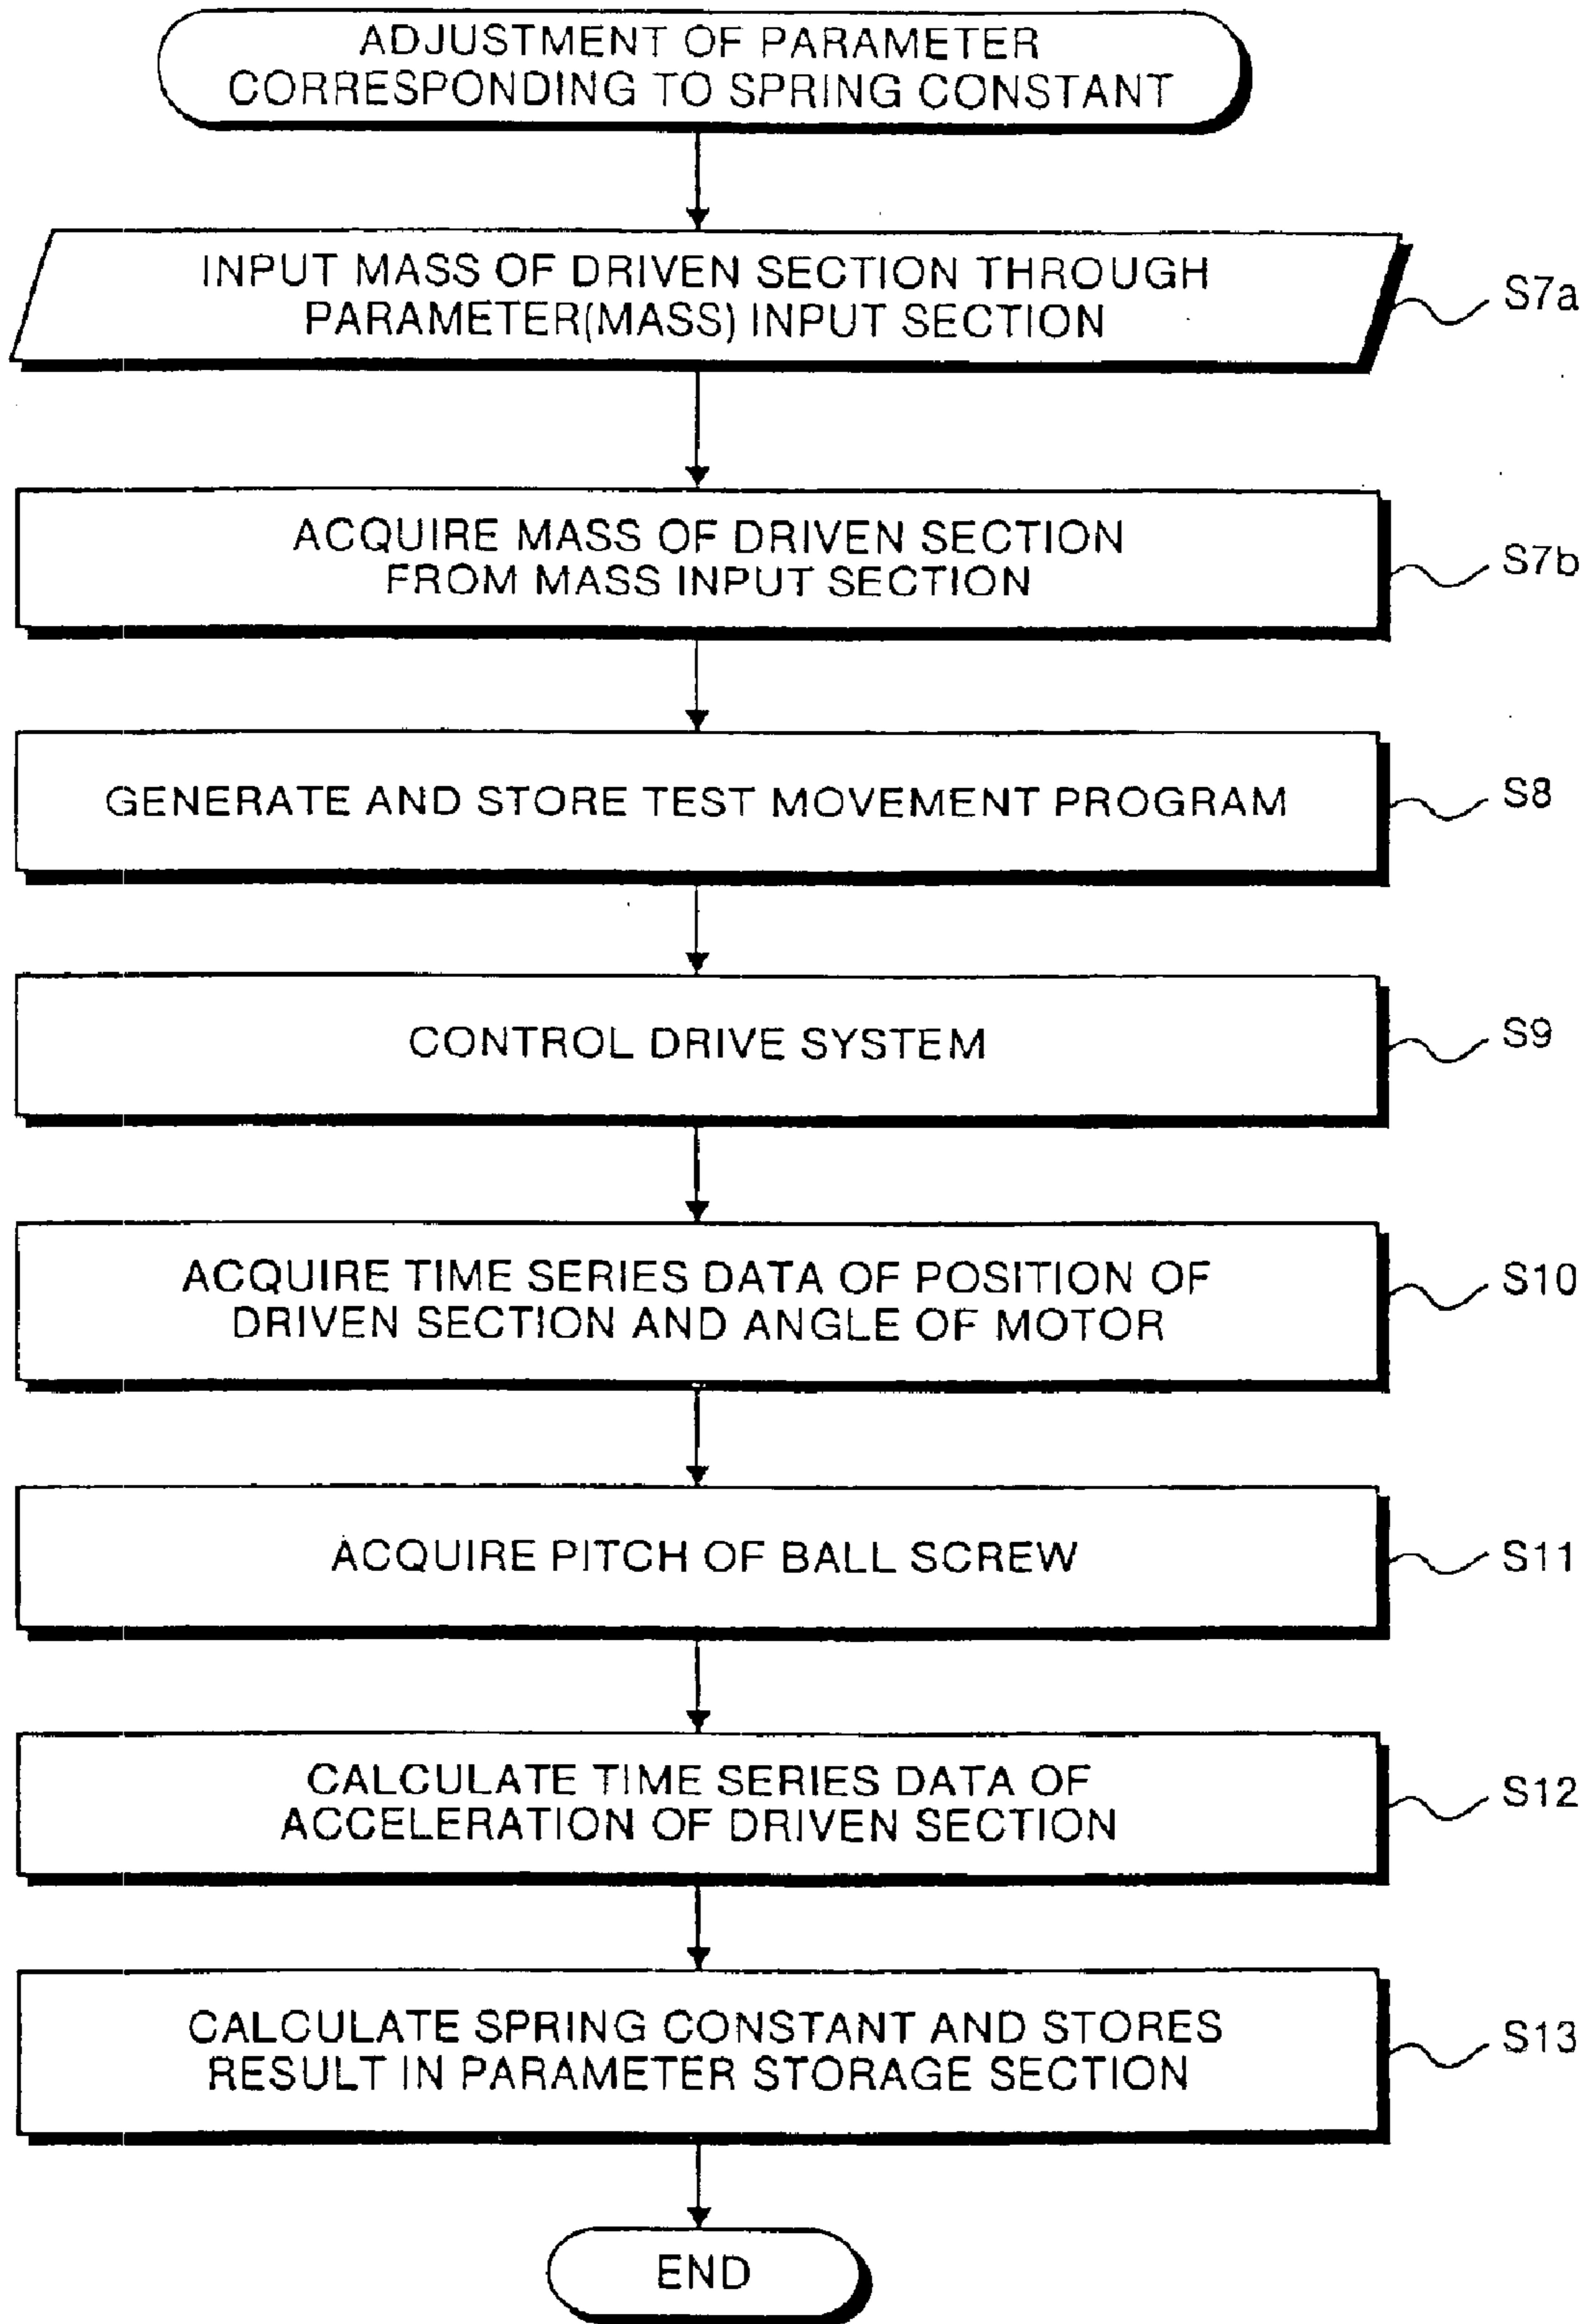 ADJUSTMENT OF PARAMETER
CORRESPONDING TO SPRING CONSTANT
INPUT MASS OF DRIVEN SECTION THROUGH
PARAMETER(MASS) INPUT SECTION
S7a
ACQUIRE MASS OF DRIVEN SECTION
FROM MASS INPUT SECTION
S7b
GENERATE AND STORE TEST MOVEMENT PROGRAM
S8
CONTROL DRIVE SYSTEM
S9
ACQUIRE TIME SERIES DATA OF POSITION OF
DRIVEN SECTION AND ANGLE OF MOTOR
S10
ACQUIRE PITCH OF BALL SCREW
S11
CALCULATE TIME SERIES DATA OF
ACCELERATION OF DRIVEN SECTION
S12
CALCULATE SPRING CONSTANT AND STORES
RESULT IN PARAMETER STORAGE SECTION
S13
END